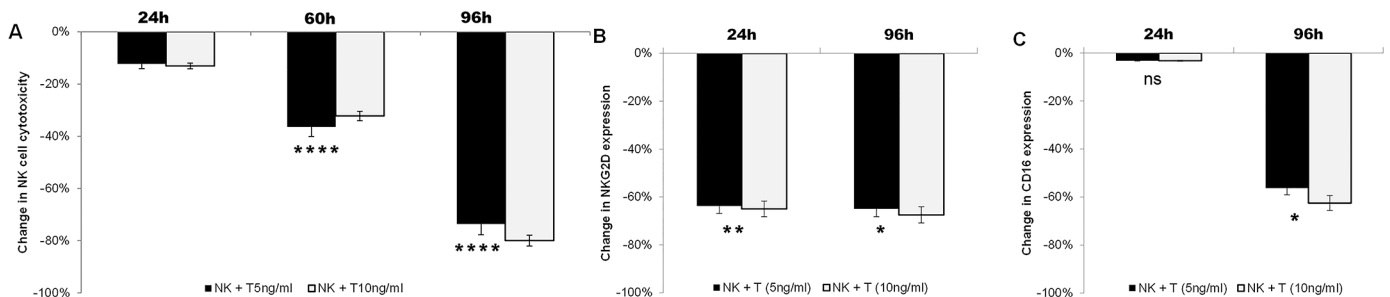 A
24h 60h 96h
0%
-20%
-40%
-60%
-80%
-100%
Change in NK cell cytotoxicity
****
****
NK + T5ng/ml NK + T10ng/ml
B
24h 96h
0%
-20%
-40%
-60%
-80%
-100%
Change in NKG2D expression
** *
NK + T (5ng/ml) NK + T (10ng/ml)
C
24h 96h
0%
-20%
-40%
-60%
-80%
-100%
Change in CD16 expression
ns
*
NK + T (5ng/ml) NK + T (10ng/ml)